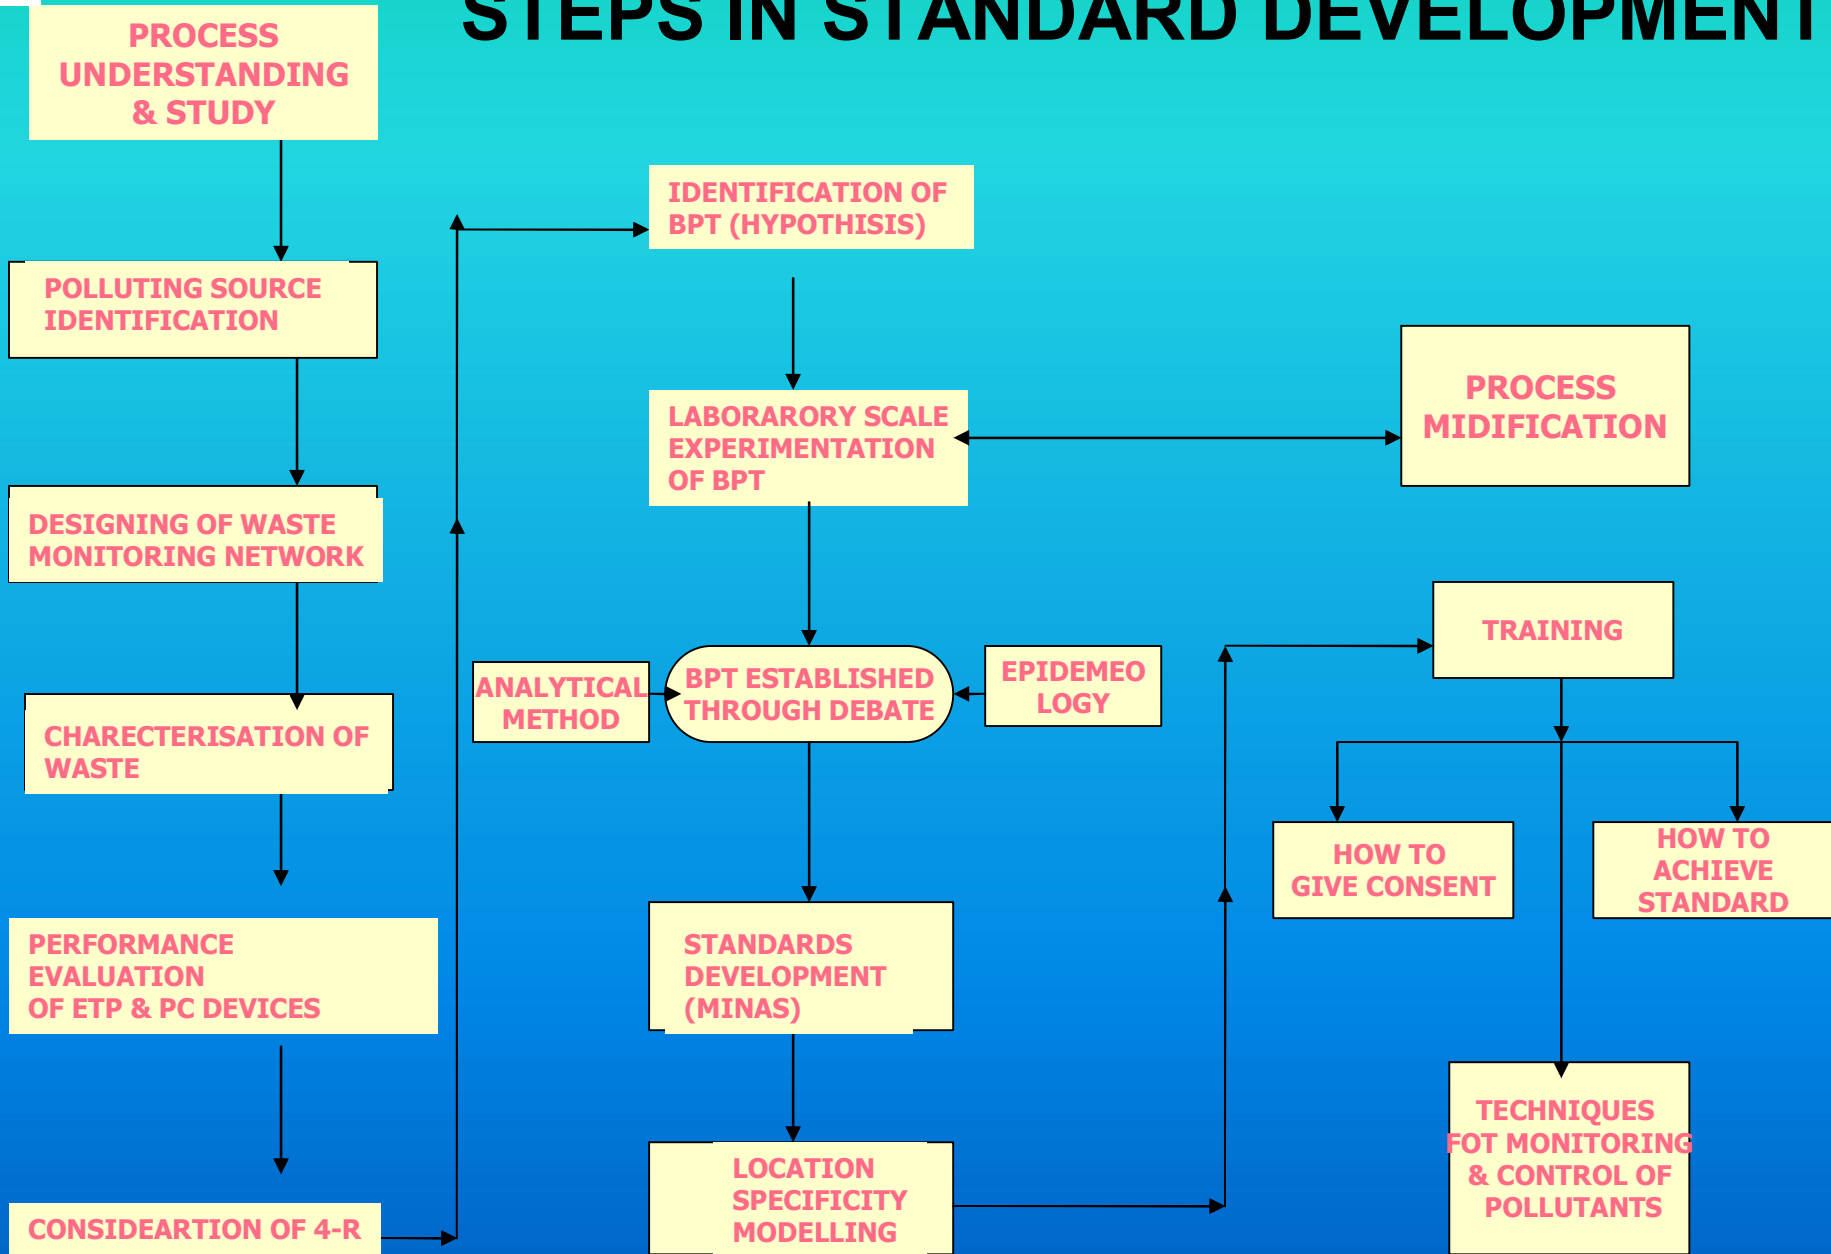 STEPS IN STANDARD DEVELOPMENT
PROCESS
UNDERSTANDING
& STUDY
POLLUTING SOURCE
IDENTIFICATION
DESIGNING OF WASTE
MONITORING NETWORK
CHARECTERISATION OF
WASTE
PERFORMANCE
EVALUATION
OF ETP & PC DEVICES
CONSIDEARTION OF 4-R
IDENTIFICATION OF
BPT (HYPOTHISIS)
LABORARORY SCALE
EXPERIMENTATION
OF BPT
PROCESS
MIDIFICATION
ANALYTICAL
METHOD
BPT ESTABLISHED
THROUGH DEBATE
EPIDEMEO
LOGY
STANDARDS
DEVELOPMENT
(MINAS)
LOCATION
SPECIFICITY
MODELLING
TRAINING
HOW TO
GIVE CONSENT
HOW TO
ACHIEVE
STANDARD
TECHNIQUES
FOT MONITORING
& CONTROL OF
POLLUTANTS